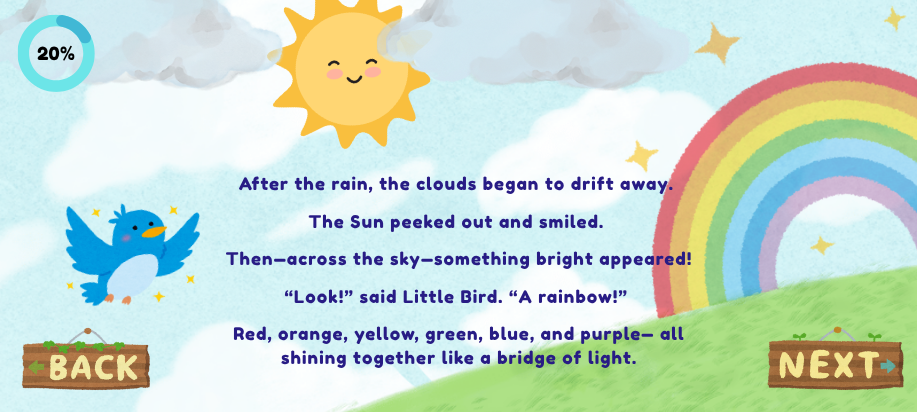 20%
After the rain, the clouds began to drift away.
The Sun peeked out and smiled.
Then—across the sky—something bright appeared!
“Look!” said Little Bird. “A rainbow!”
Red, orange, yellow, green, blue, and purple— all
shining together like a bridge of light.
BACK
NEXT